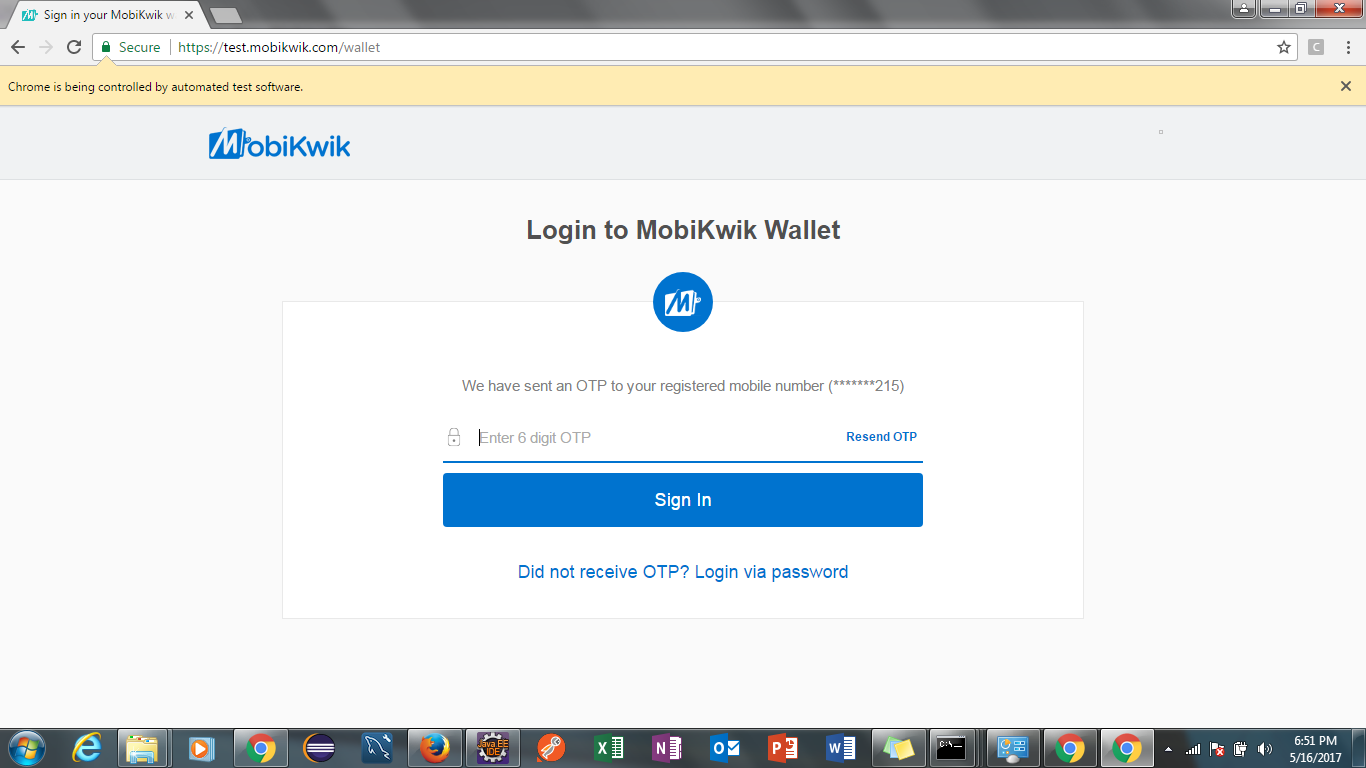 Sign in your MobiKwik w
Secure
https://test.mobikwik.com/wallet
C
Chrome is being controlled by automated test software.
MobiKwik
Login to MobiKwik Wallet
M
We have sent an OTP to your registered mobile number (*******215)
Enter 6 digit OTP
Resend OTP
Sign In
Did not receive OTP? Login via password
Java EE
IDE
X
N
O
P
W
C:\_
6:51 PM
5/16/2017